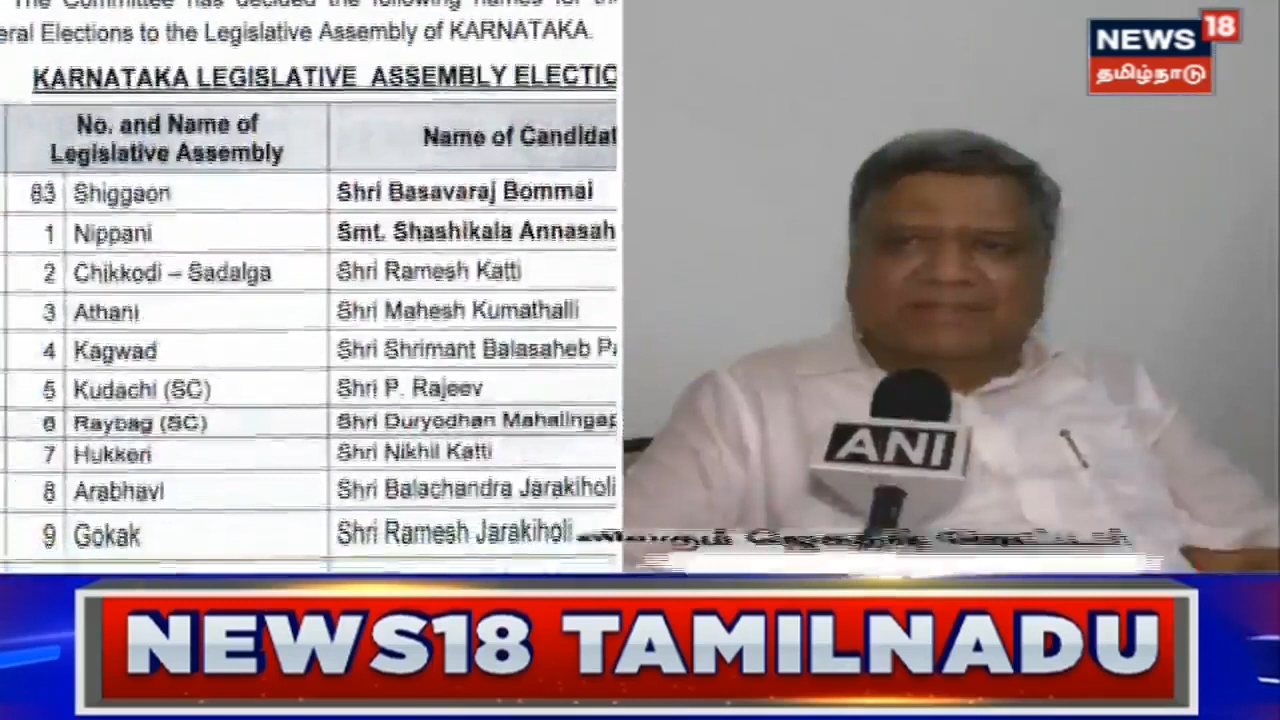 The Committee has decided the following names for
eral Elections to the Legislative Assembly of KARNATAKA.
KARNATAKA LEGISLATIVE ASSEMBLY ELECTIO
No. and Name of
Legislative Assembly
Name of Candidat
83 Shiggaon Shri Basavaraj Bommai
1 Nippani Smt. Shashikala Annasah
2 Chikkodi – Sadalga Shri Ramesh Katti
3 Athani Shri Mahesh Kumathalli
4 Kagwad Shri Shrimant Balasaheb Pa
5 Kudachi (SC) Shri P. Rajeev
6 Raybag (SC) Shri Duryodhan Mahalingap
7 Hukkeri Shri Nikhil Katti
8 Arabhavi Shri Balachandra Jarakiholi
9 Gokak Shri Ramesh Jarakiholi
NEWS 18
தமிழ்நாடு
ANI
NEWS18 TAMILNADU